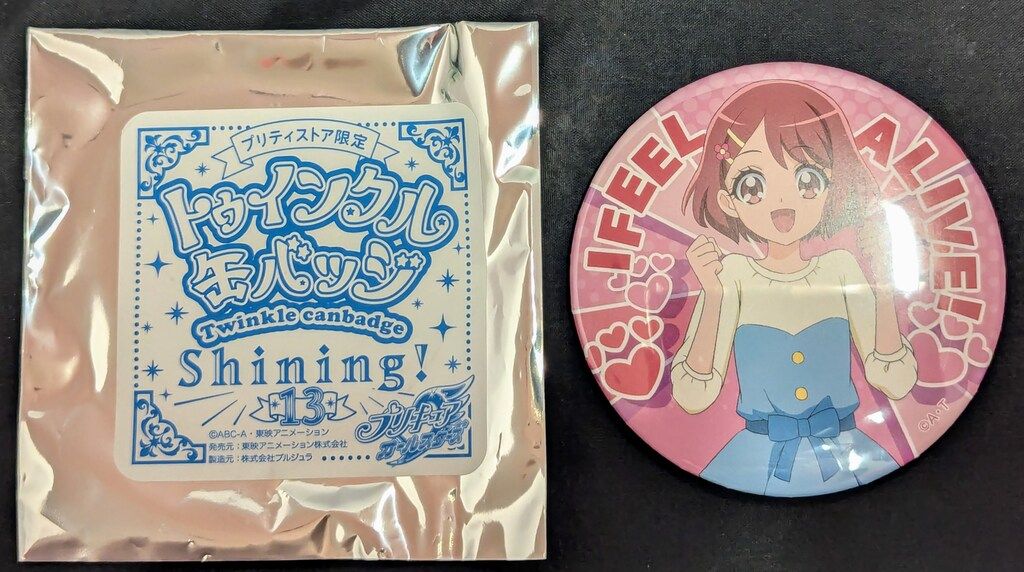 プリティストア限定
トゥインクル
缶バッジ
Twinkle canbadge
Shining!
13
プリキュア
オールスターズ
©ABC-A・東映アニメーション
発売元：東映アニメーション株式会社
製造元：株式会社プルジュラ
I FEEL
ALIVE!
©A・T